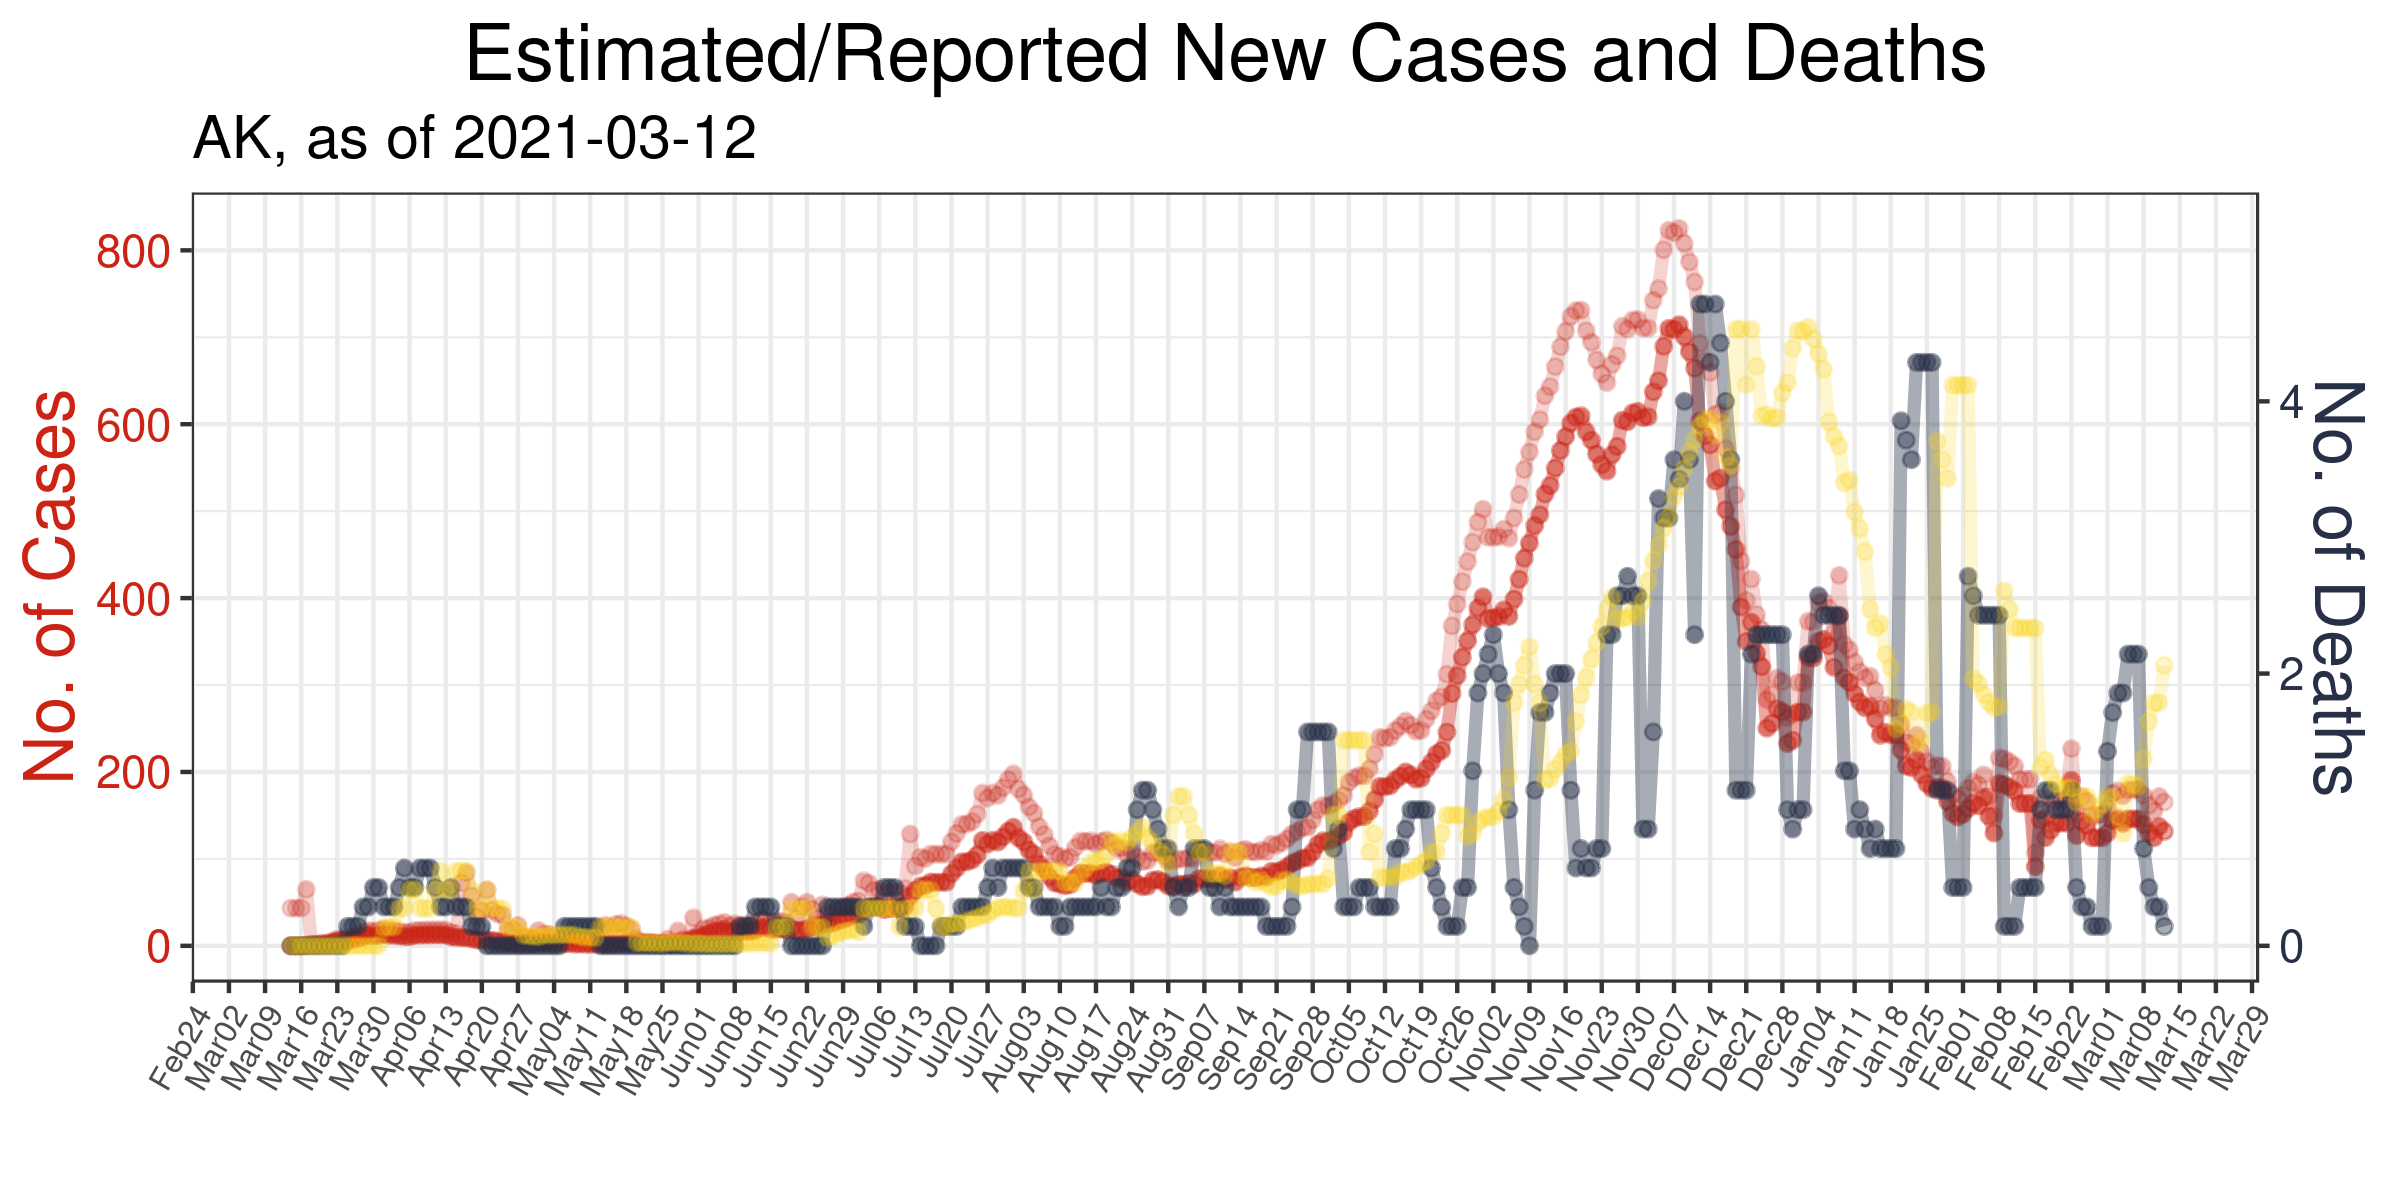 Estimated/Reported New Cases and Deaths
AK, as of 2021-03-12
No. of Cases
800
600
400
200
0
4
2
0
No. of Deaths
Feb24
Mar02
Mar09
Mar16
Mar23
Mar30
Apr06
Apr13
Apr20
Apr27
May04
May11
May18
May25
Jun01
Jun08
Jun15
Jun22
Jun29
Jul06
Jul13
Jul20
Jul27
Aug03
Aug10
Aug17
Aug24
Aug31
Sep07
Sep14
Sep21
Sep28
Oct05
Oct12
Oct19
Oct26
Nov02
Nov09
Nov16
Nov23
Nov30
Dec07
Dec14
Dec21
Dec28
Jan04
Jan11
Jan18
Jan25
Feb01
Feb08
Feb15
Feb22
Mar01
Mar08
Mar15
Mar22
Mar29